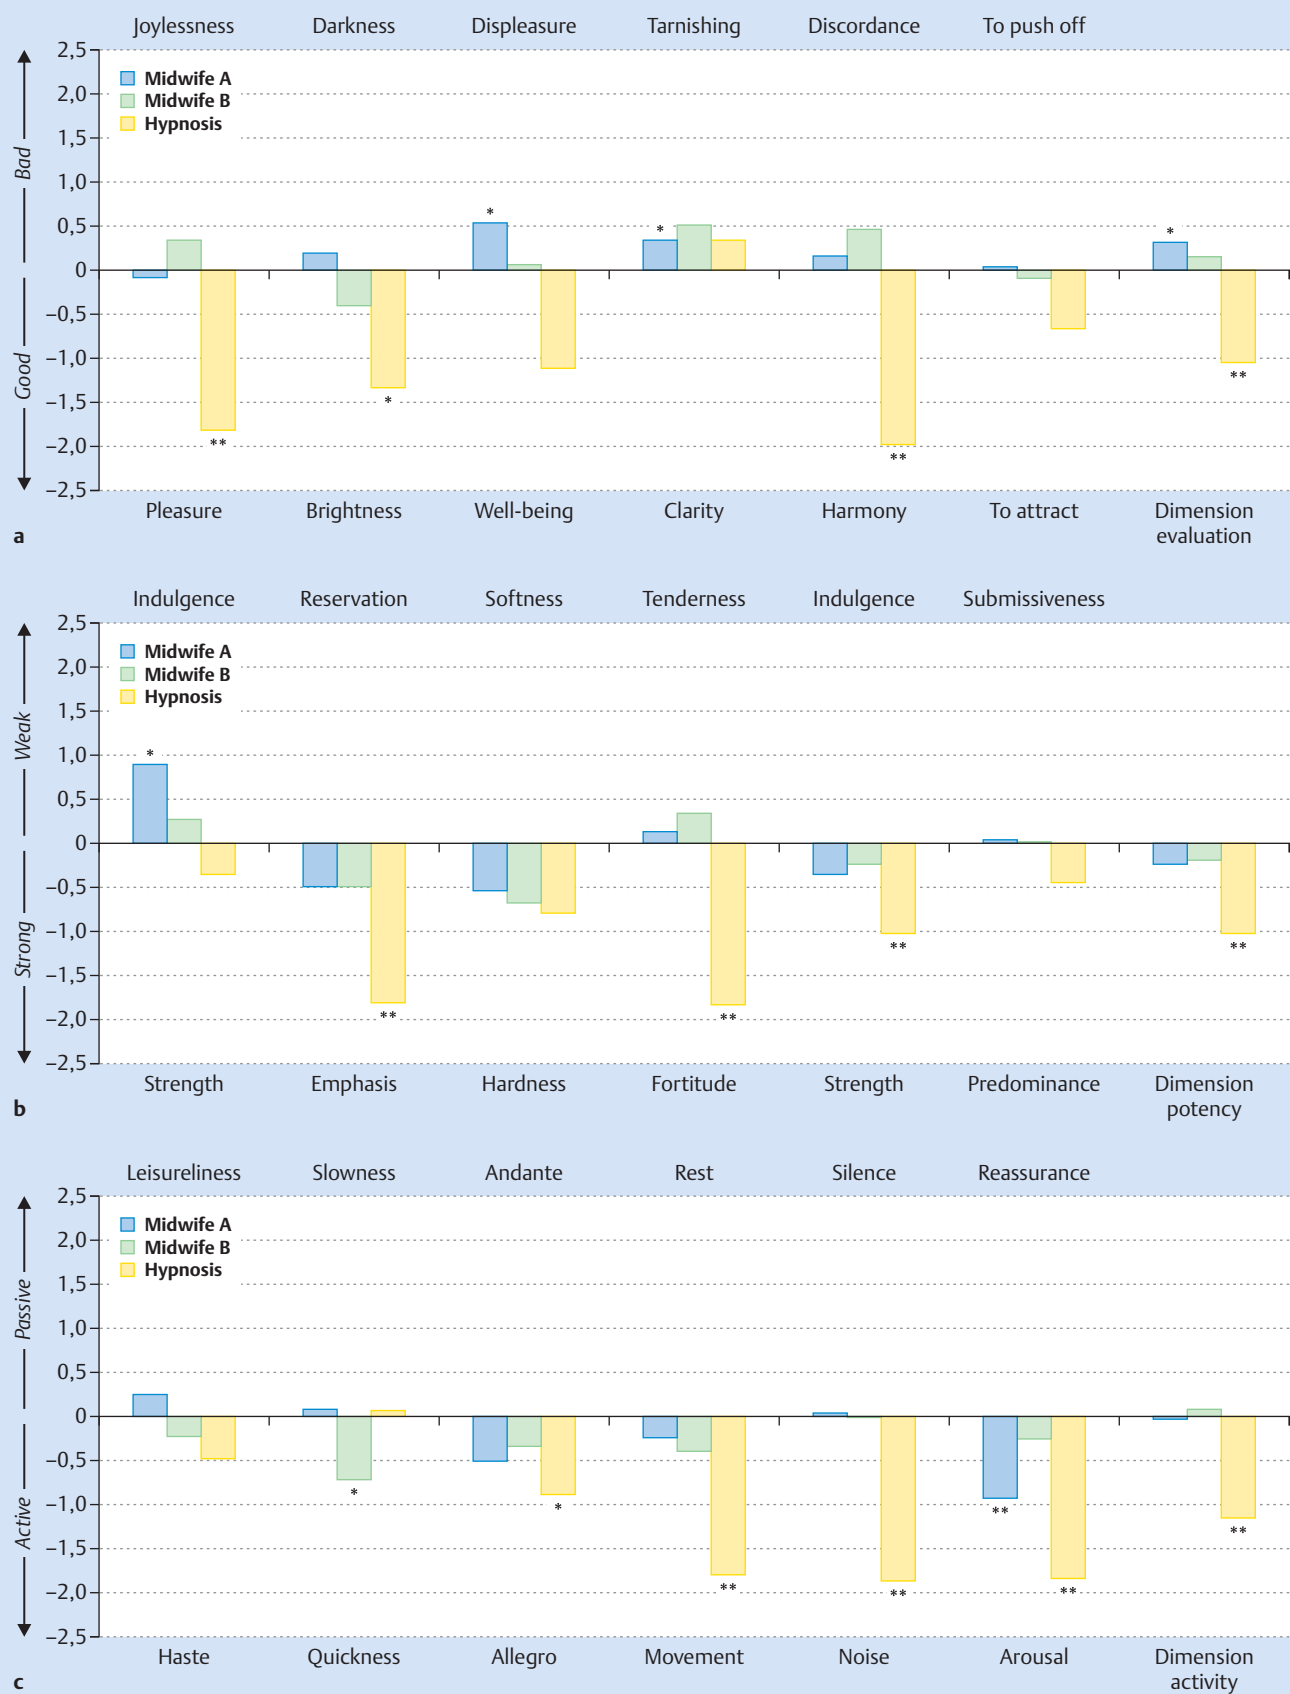 Joylessness Darkness Displeasure Tarnishing Discordance To push off
2,5
2,0
1,5
1,0
0,5
0
−0,5
−1,0
−1,5
−2,0
−2,5
Bad
Good
Midwife A
Midwife B
Hypnosis
*
*
*
**
*
**
**
Pleasure Brightness Well-being Clarity Harmony To attract Dimension
evaluation
a
Indulgence Reservation Softness Tenderness Indulgence Submissiveness
2,5
2,0
1,5
1,0
0,5
0
−0,5
−1,0
−1,5
−2,0
−2,5
Weak
Strong
Midwife A
Midwife B
Hypnosis
*
**
**
**
**
Strength Emphasis Hardness Fortitude Strength Predominance Dimension
potency
b
Leisureliness Slowness Andante Rest Silence Reassurance
2,5
2,0
1,5
1,0
0,5
0
−0,5
−1,0
−1,5
−2,0
−2,5
Passive
Active
Midwife A
Midwife B
Hypnosis
*
*
**
**
**
**
**
Haste Quickness Allegro Movement Noise Arousal Dimension
activity
c